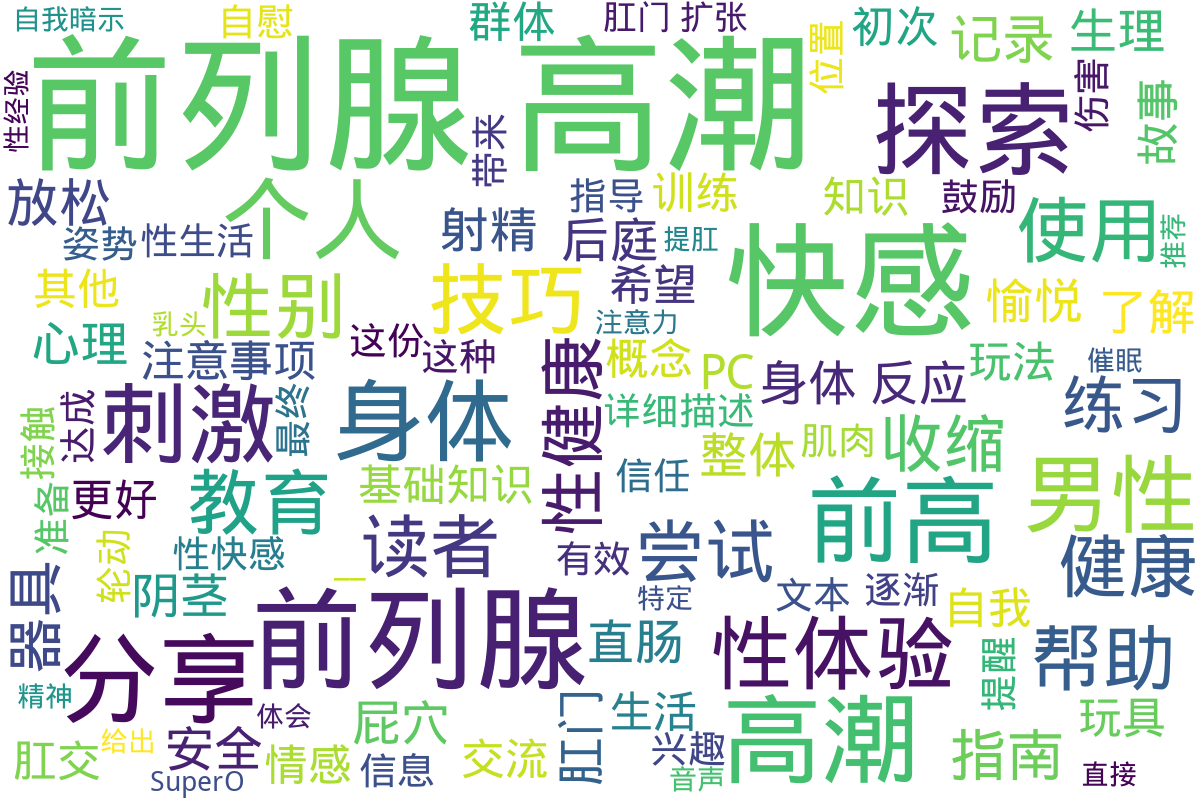 自我暗示
自慰
群体
肛门 扩张
初次
记录
生理
前列腺 高潮
位置
性经验
探索
伤害
故事
带来
放松
个人
射精
后庭
指导
训练
知识
鼓励
使用
推荐
姿势
性生活
提肛
快感
其他
性别
技巧
希望
愉悦
了解
乳头
注意力
心理
注意事项
这份
这种
性健康
概念
PC
身体 反应
玩法
催眠
接触
达成
刺激
最终
身体
详细描述
练习
整体
肌肉
收缩
准备
更好
教育
基础知识
信任
前高
男性
读者
尝试
轮动
性快感
有效
健康
器具
阴茎
__
前列腺
特定
文本
逐渐
自我
直肠
性体验
提醒
帮助
分享
精神
体会
屁穴
肛门
生活
高潮
玩具
给出
安全
兴趣
指南
肛交
SuperO
情感
信息
交流
音声
直接